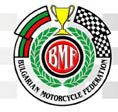 BMF
BULGARIAN MOTORCYCLE FEDERATION